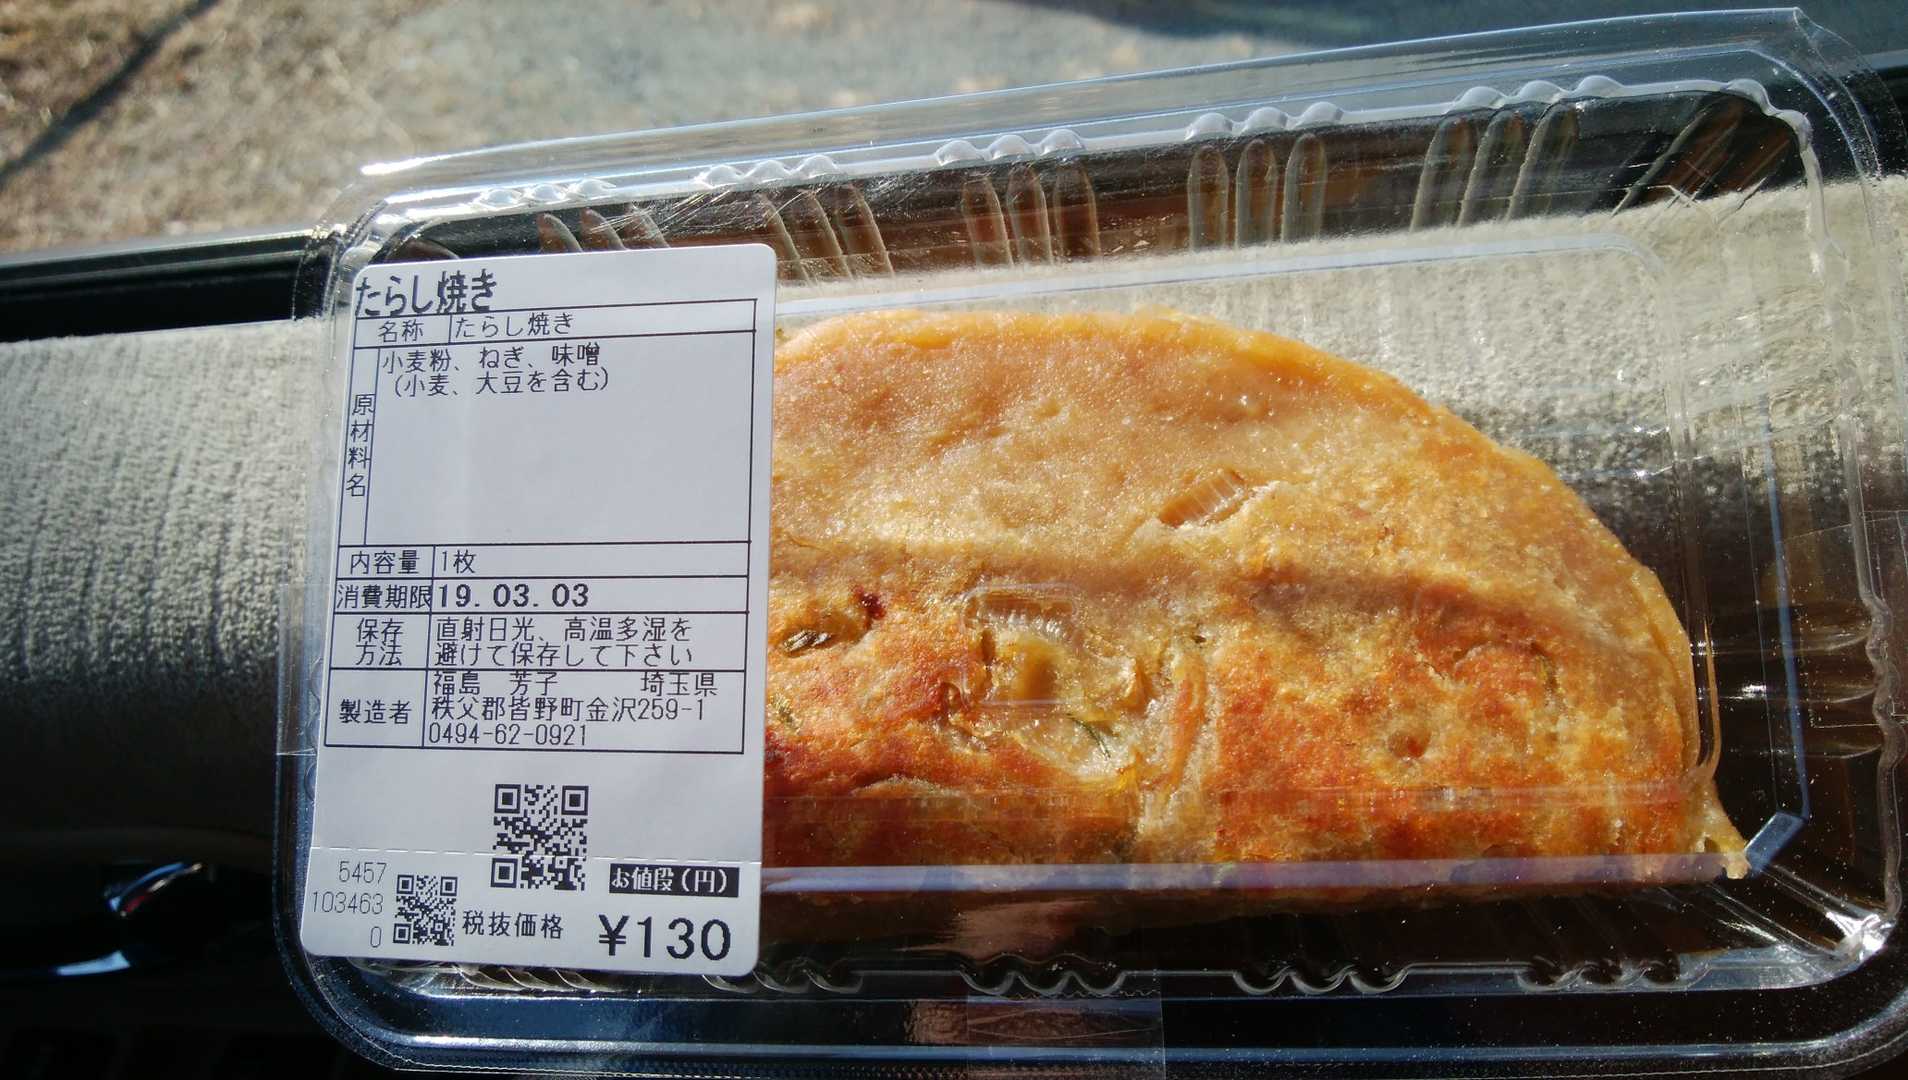 たらし焼き
名称 たらし焼き
原材料名 小麦粉、ねぎ、味噌
(小麦、大豆を含む)
内容量 1枚
消費期限 19.03.03
保存方法 直射日光、高温多湿を
避けて保存して下さい
製造者 福島 芳子 埼玉県
秩父郡皆野町金沢259-1
0494-62-0921
5457
103463
0
お値段(円)
税抜価格 ¥130